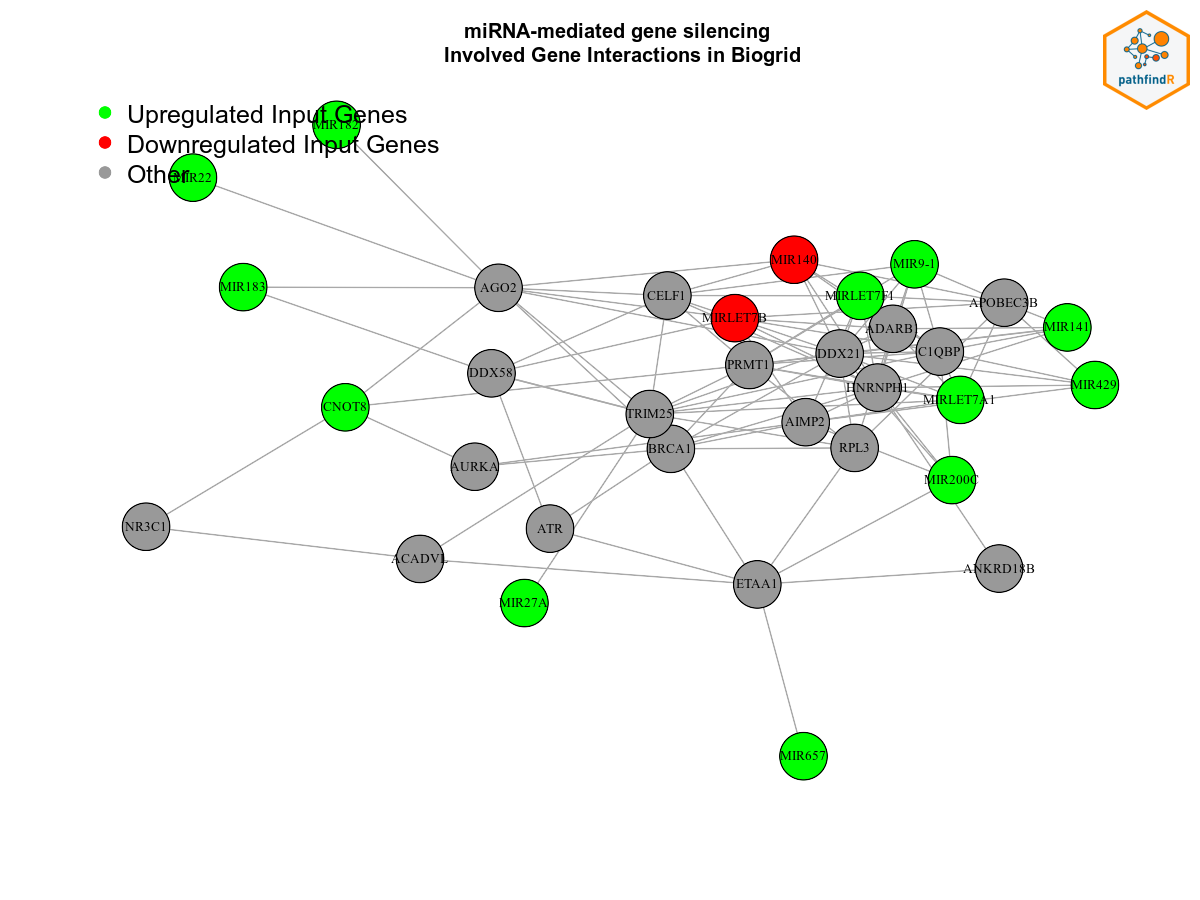 miRNA-mediated gene silencing
Involved Gene Interactions in Biogrid
pathfindR
Upregulated Input Genes
Downregulated Input Genes
Other
MIR182
MIR22
MIR183
AGO2
CELF1
MIR140
MIR9-1
MIRLET7F1
APOBEC3B
MIRLET7B
ADARB
MIR141
DDX21
C1QBP
PRMT1
DDX58
HNRNPH1
MIR429
CNOT8
MIRLET7A1
TRIM25
AIMP2
BRCA1
RPL3
AURKA
MIR200C
NR3C1
ATR
ACADVL
ANKRD18B
ETAA1
MIR27A
MIR657